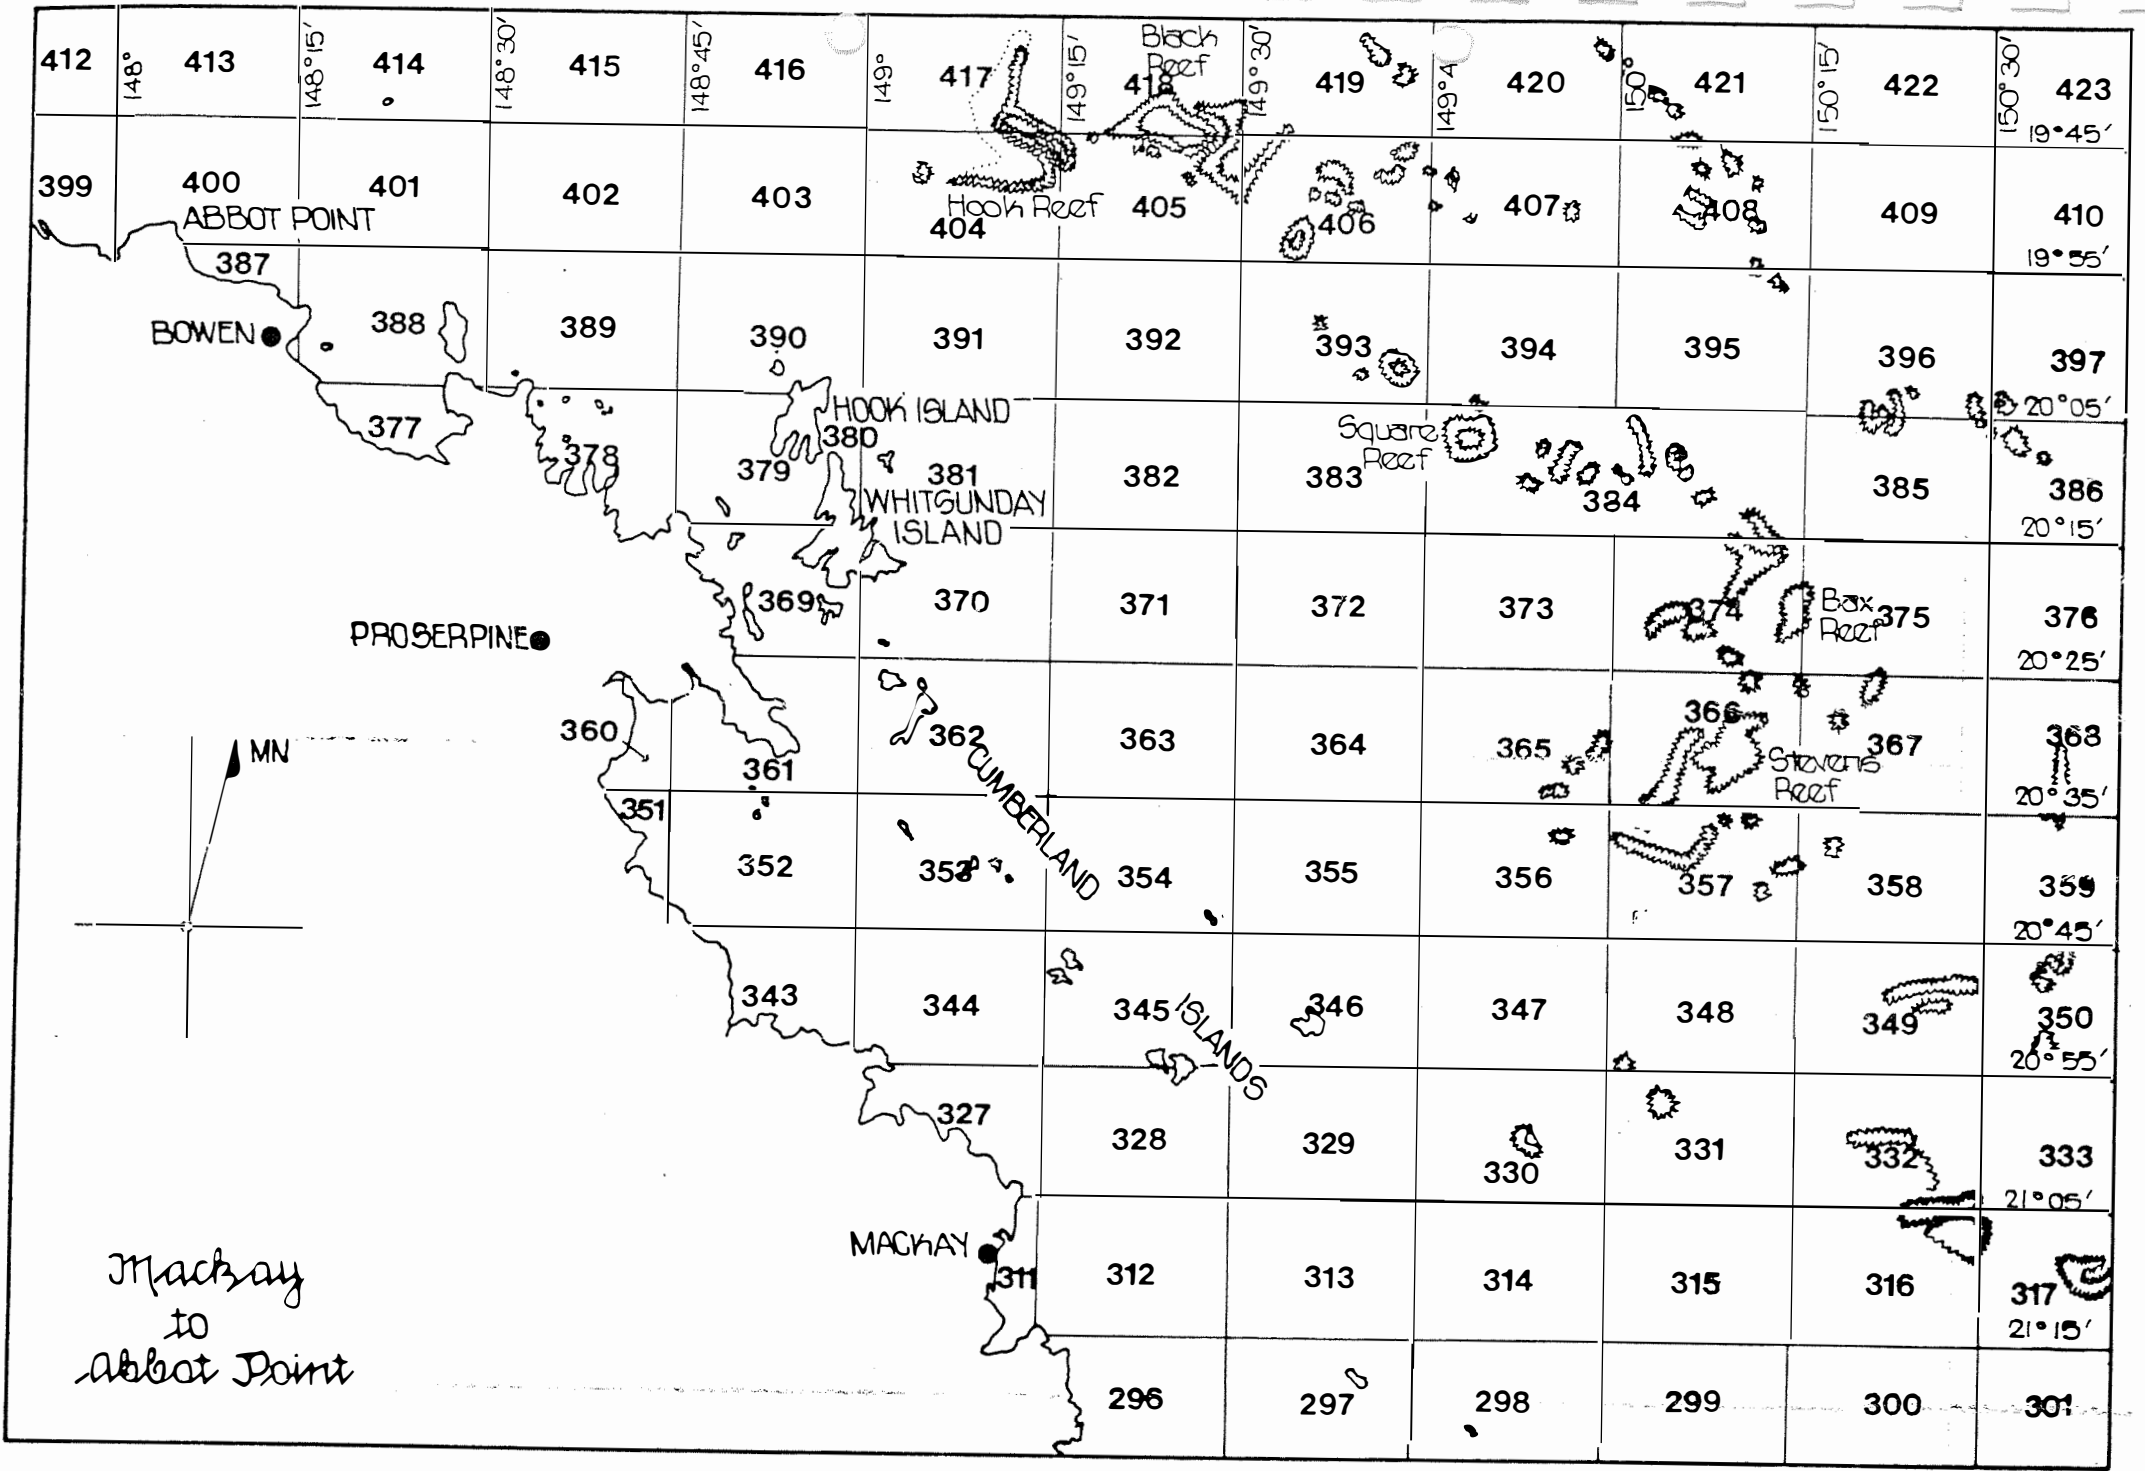 412 148° 413 148°15′ 414 148°30′ 415 148°45′ 416 149° 417 149°15′ Black Reef 418 149°30′ 419 149°4 420 150° 421 150°15′ 422 150°30′ 423
19°45′
399 400 401 402 403 404 405 406 407 408 409 410
ABBOT POINT
Hook Reef
19°55′
387
BOWEN
388 389 390 391 392 393 394 395 396 397
20°05′
HOOK ISLAND
377 378 379 380 381 382 383 384 385 386
Square
Reef
WHITSUNDAY
ISLAND
20°15′
369 370 371 372 373 374 375 376
Bax
Reef
PROSERPINE
20°25′
360 361 362 363 364 365 366 367 368
MN
Stevens
Reef
CUMBERLAND
20°35′
351 352 353 354 355 356 357 358 359
20°45′
343 344 345 346 347 348 349 350
ISLANDS
20°55′
327 328 329 330 331 332 333
21°05′
MACKAY
311 312 313 314 315 316 317
21°15′
296 297 298 299 300 301
Mackay
to
Abbot Point